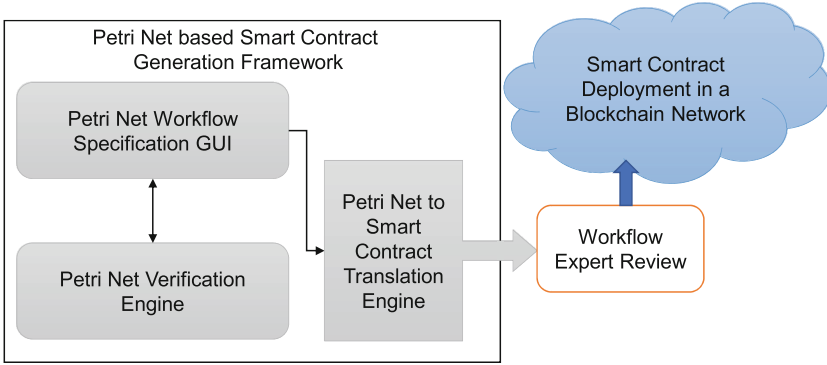 Petri Net based Smart Contract
Generation Framework
Petri Net Workflow
Specification GUI
Petri Net Verification
Engine
Petri Net to
Smart
Contract
Translation
Engine
Workflow
Expert Review
Smart Contract
Deployment in a
Blockchain Network